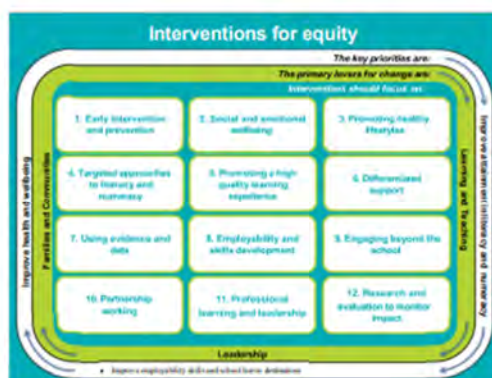 Interventions for equity
The key priorities are:
The primary levers for change are:
Interventions should focus on:
1. Early intervention
and prevention
2. Social and emotional
wellbeing
3. Promoting healthy
lifestyles
4. Targeted approaches
to literacy and
numeracy
5. Promoting a high
quality learning
experience
6. Differentiated
support
7. Using evidence and
data
8. Employability and
skills development
9. Engaging beyond the
school
10. Partnership
working
11. Professional
learning and leadership
12. Research and
evaluation to monitor
impact
Improve health and wellbeing
Families and Communities
Learning and Teaching
Improve attainment in literacy and numeracy
Leadership
• Improve employability skills and school leaver destinations